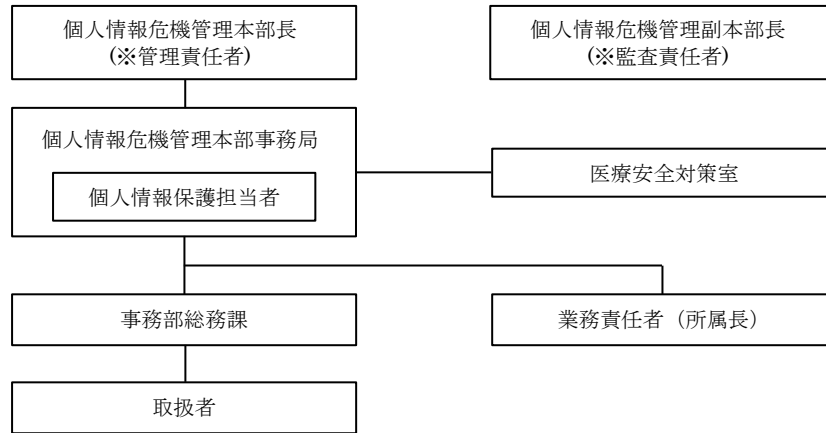 個人情報危機管理本部長
(※管理責任者)
個人情報危機管理副本部長
(※監査責任者)
個人情報危機管理本部事務局
個人情報保護担当者
医療安全対策室
事務部総務課
業務責任者（所属長）
取扱者